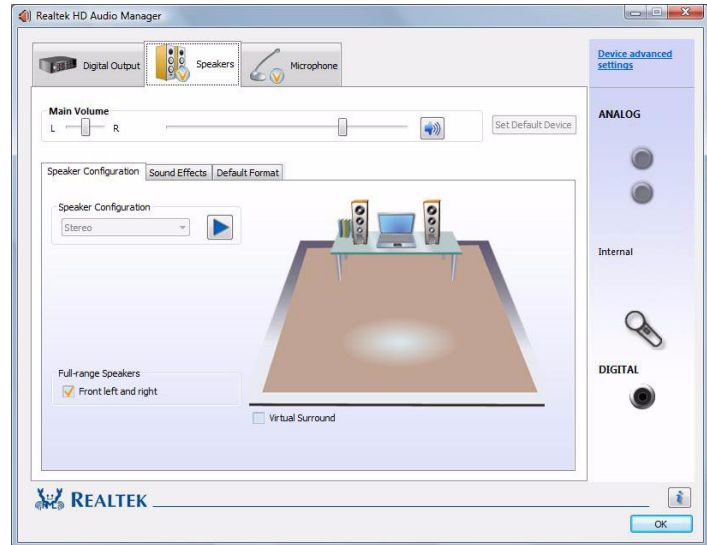 Realtek HD Audio Manager
Digital Output
Speakers
Microphone
Device advanced
settings
Main Volume
L
R
Set Default Device
ANALOG
Speaker Configuration
Sound Effects
Default Format
Speaker Configuration
Stereo
Internal
Full-range Speakers
Front left and right
Virtual Surround
DIGITAL
REALTEK
OK